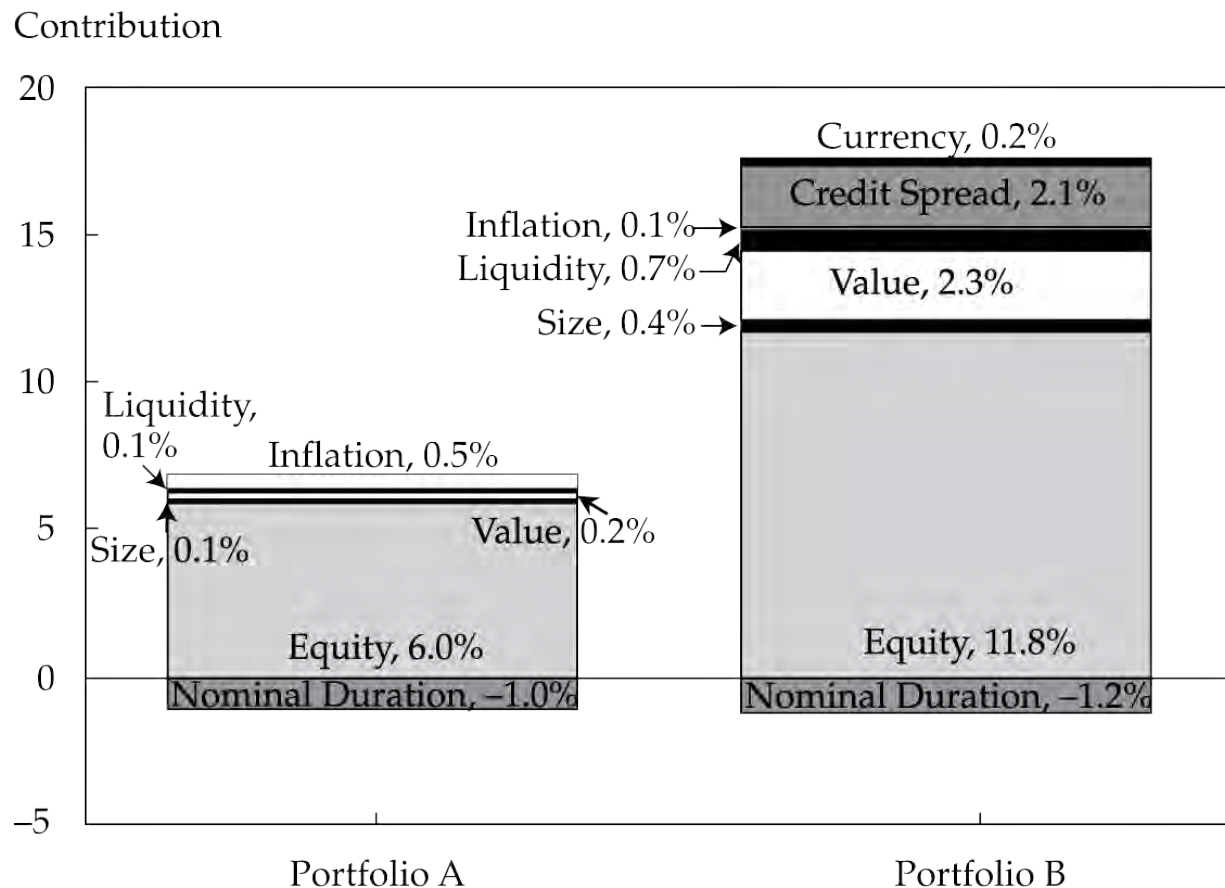 Contribution
20
15
10
5
0
–5
Liquidity,
0.1%
Inflation, 0.5%
Size, 0.1%
Value, 0.2%
Equity, 6.0%
Nominal Duration, –1.0%
Currency, 0.2%
Credit Spread, 2.1%
Inflation, 0.1%
Liquidity, 0.7%
Value, 2.3%
Size, 0.4%
Equity, 11.8%
Nominal Duration, –1.2%
Portfolio A
Portfolio B